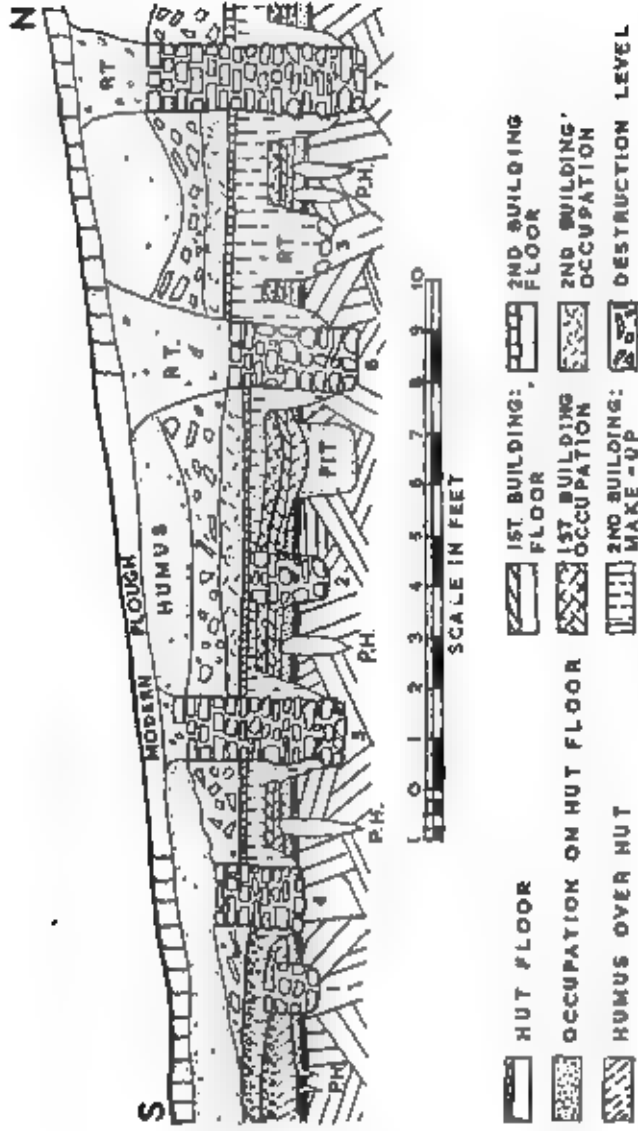 S
N
MODERN PLOUGH
HUMUS
RT.
RT
RT
PIT
P.H.
P.H.
P.H.
P.H.
1
4
5
2
6
3
7
1 0 1 2 3 4 5 6 7 8 9 10
SCALE IN FEET
HUT FLOOR
OCCUPATION ON HUT FLOOR
HUMUS OVER HUT
1ST BUILDING:
FLOOR
1ST BUILDING
OCCUPATION
2ND BUILDING:
MAKE-UP
2ND BUILDING
FLOOR
2ND BUILDING'
OCCUPATION
DESTRUCTION LEVEL